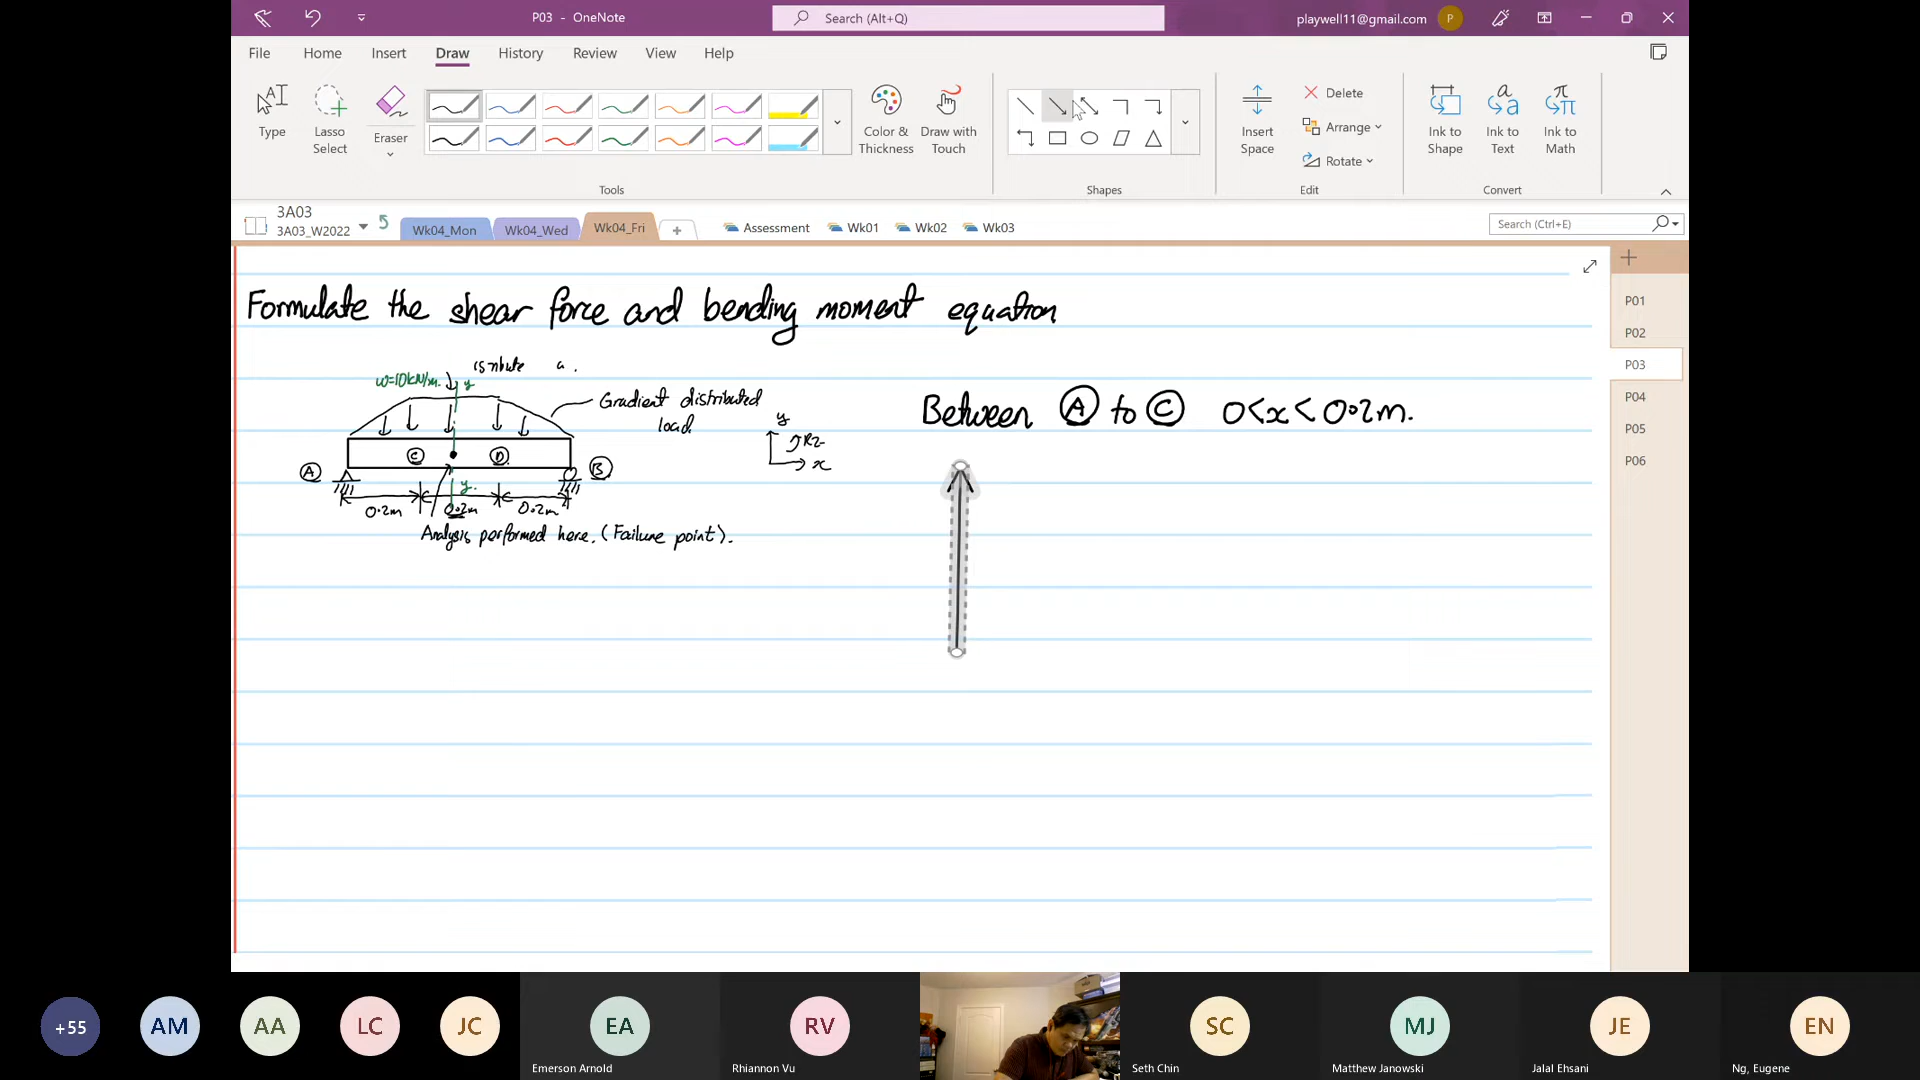 P03 - OneNote
Search (Alt+Q)
playwell11@gmail.com
P
File Home Insert Draw History Review View Help
Type
Lasso Select
Eraser
Color & Thickness
Draw with Touch
Insert Space
Delete
Arrange
Rotate
Ink to Shape
Ink to Text
Ink to Math
Tools
Shapes
Edit
Convert
3A03
3A03_W2022
Wk04_Mon
Wk04_Wed
Wk04_Fri
Assessment
Wk01
Wk02
Wk03
Search (Ctrl+E)
P01
P02
P03
P04
P05
P06
Formulate the shear force and bending moment equation
w=10kN/m. y
Gradient distributed
load.
y
Rz
x
A C D B
y.
0.2m 0.2m 0.2m
Analysis performed here. (Failure point).
Between A to C 0<x<0.2m.
+55
AM
AA
LC
JC
EA
Emerson Arnold
RV
Rhiannon Vu
SC
Seth Chin
MJ
Matthew Janowski
JE
Jalal Ehsani
EN
Ng, Eugene